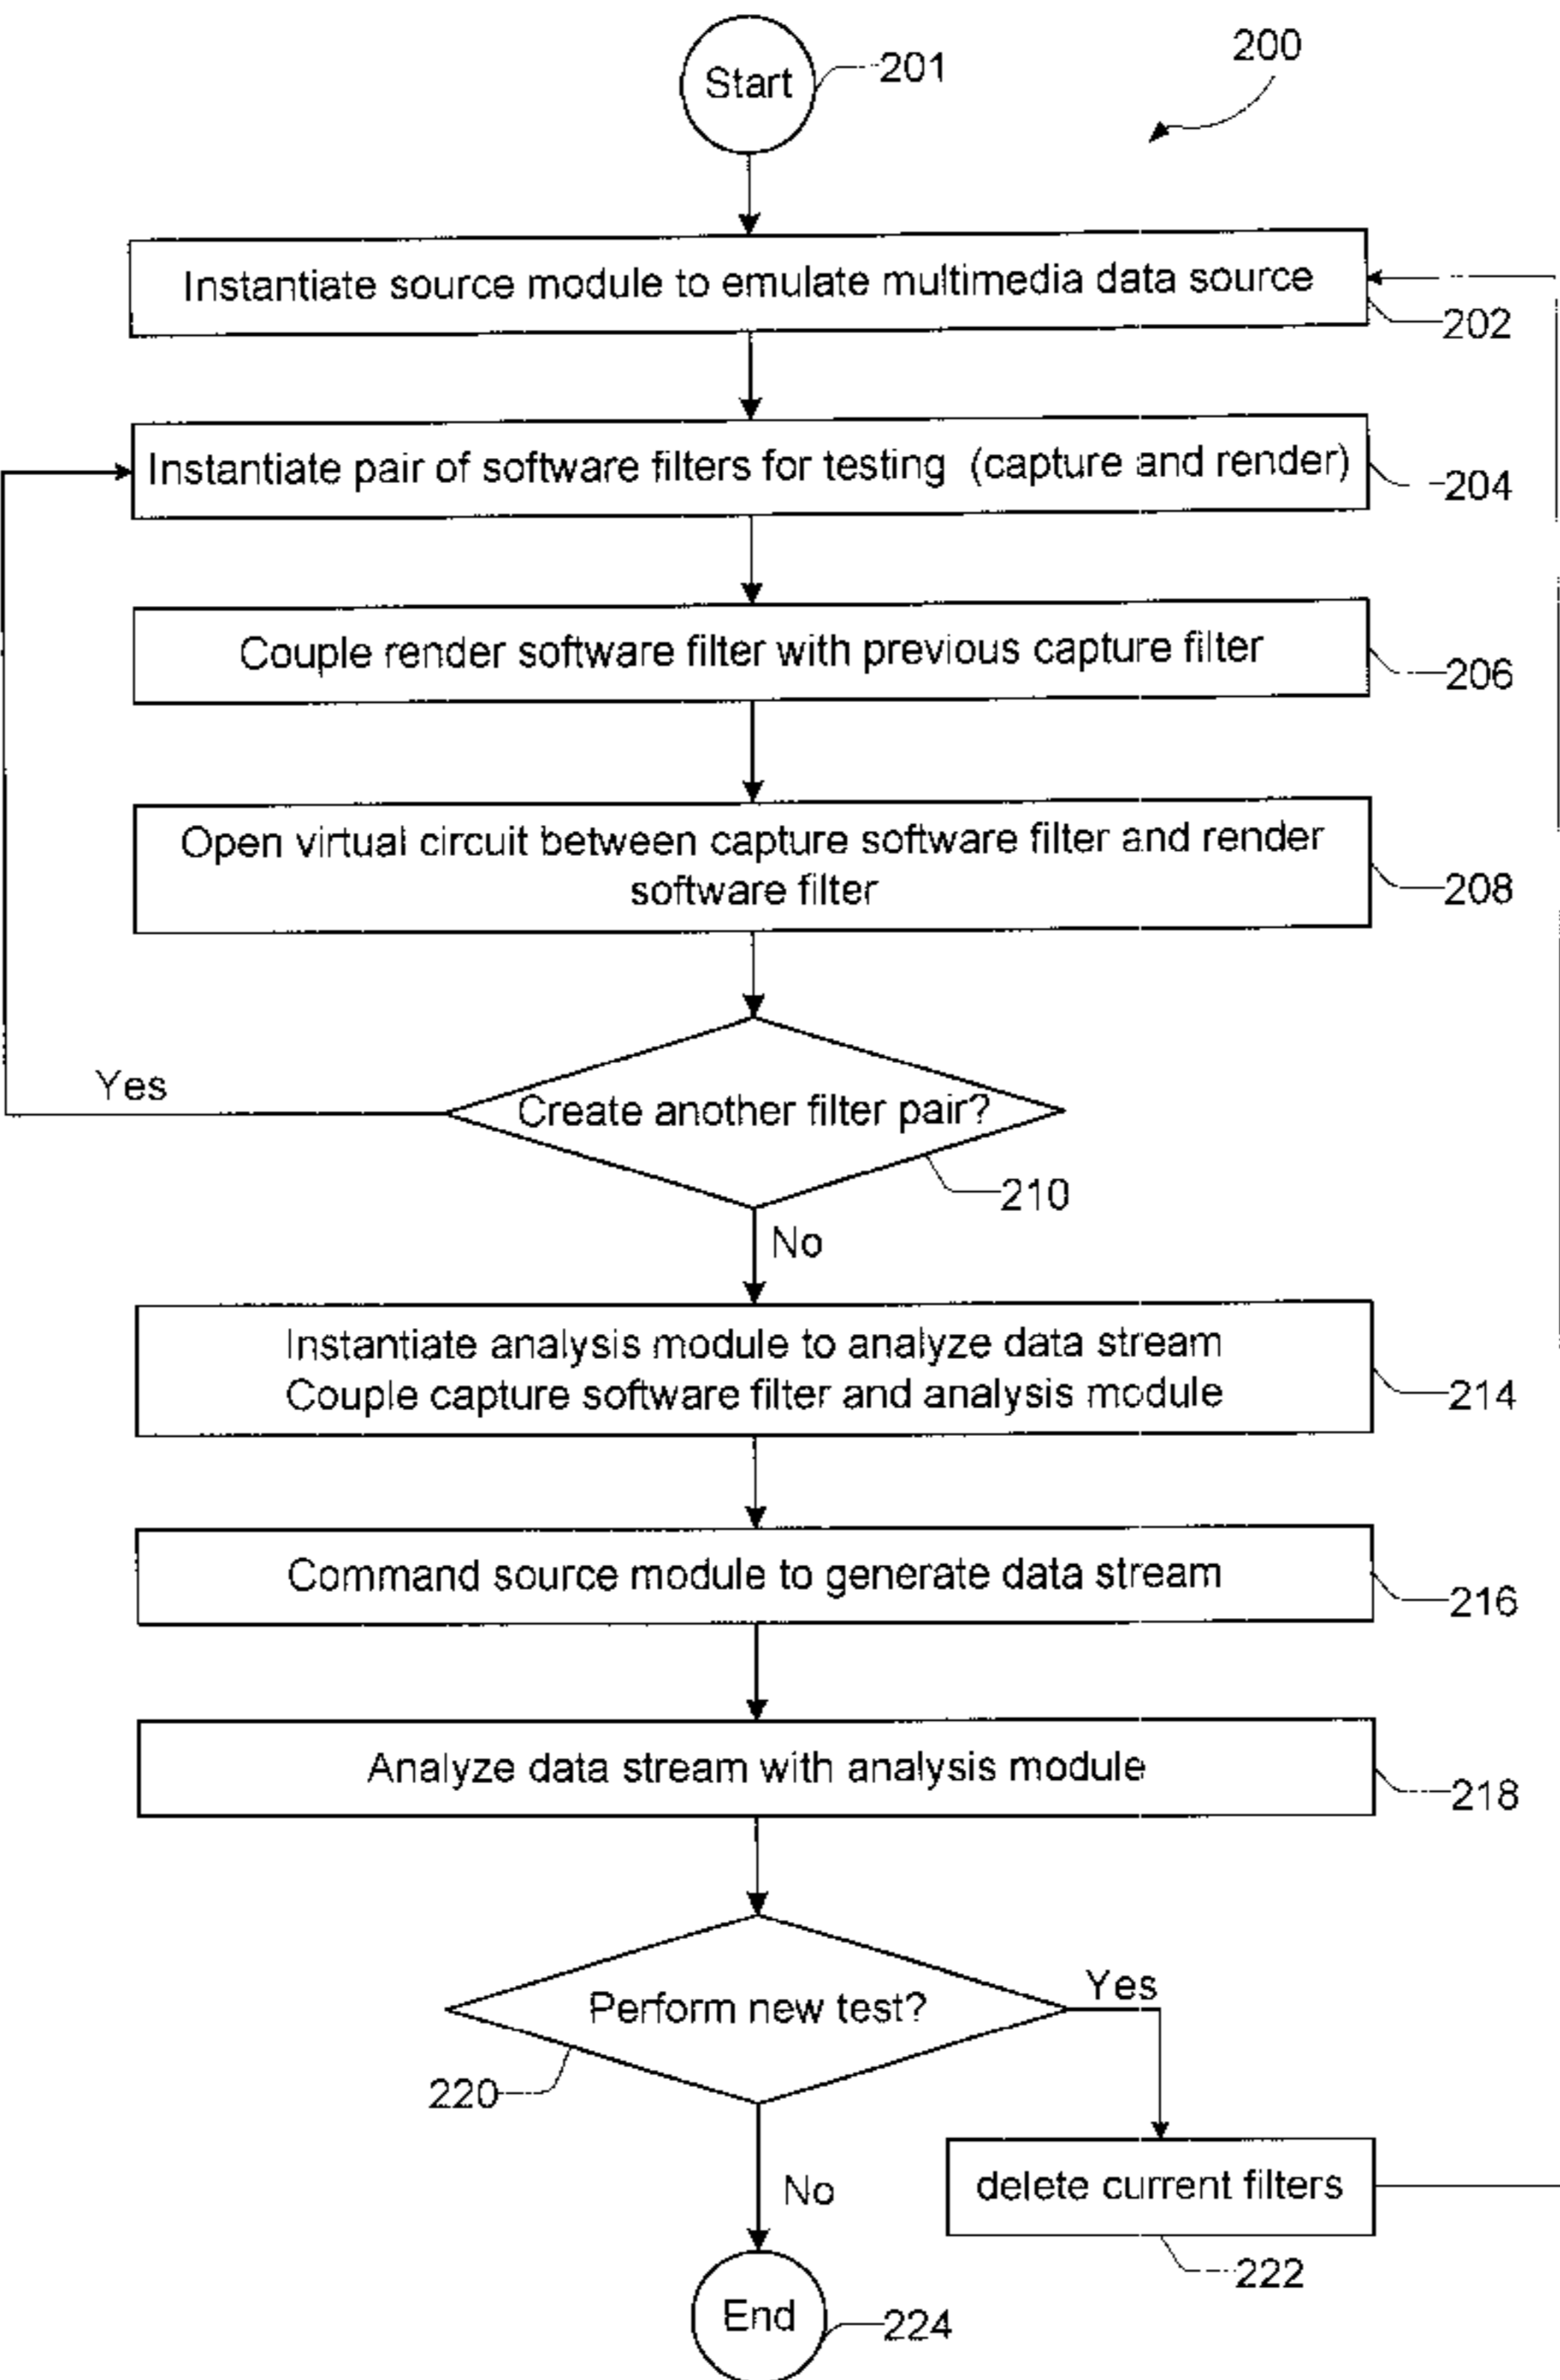 200
Start
201
Instantiate source module to emulate multimedia data source
202
Instantiate pair of software filters for testing (capture and render)
204
Couple render software filter with previous capture filter
206
Open virtual circuit between capture software filter and render
software filter
208
Yes
Create another filter pair?
210
No
Instantiate analysis module to analyze data stream
Couple capture software filter and analysis module
214
Command source module to generate data stream
216
Analyze data stream with analysis module
218
Perform new test?
Yes
220
No
delete current filters
222
End
224